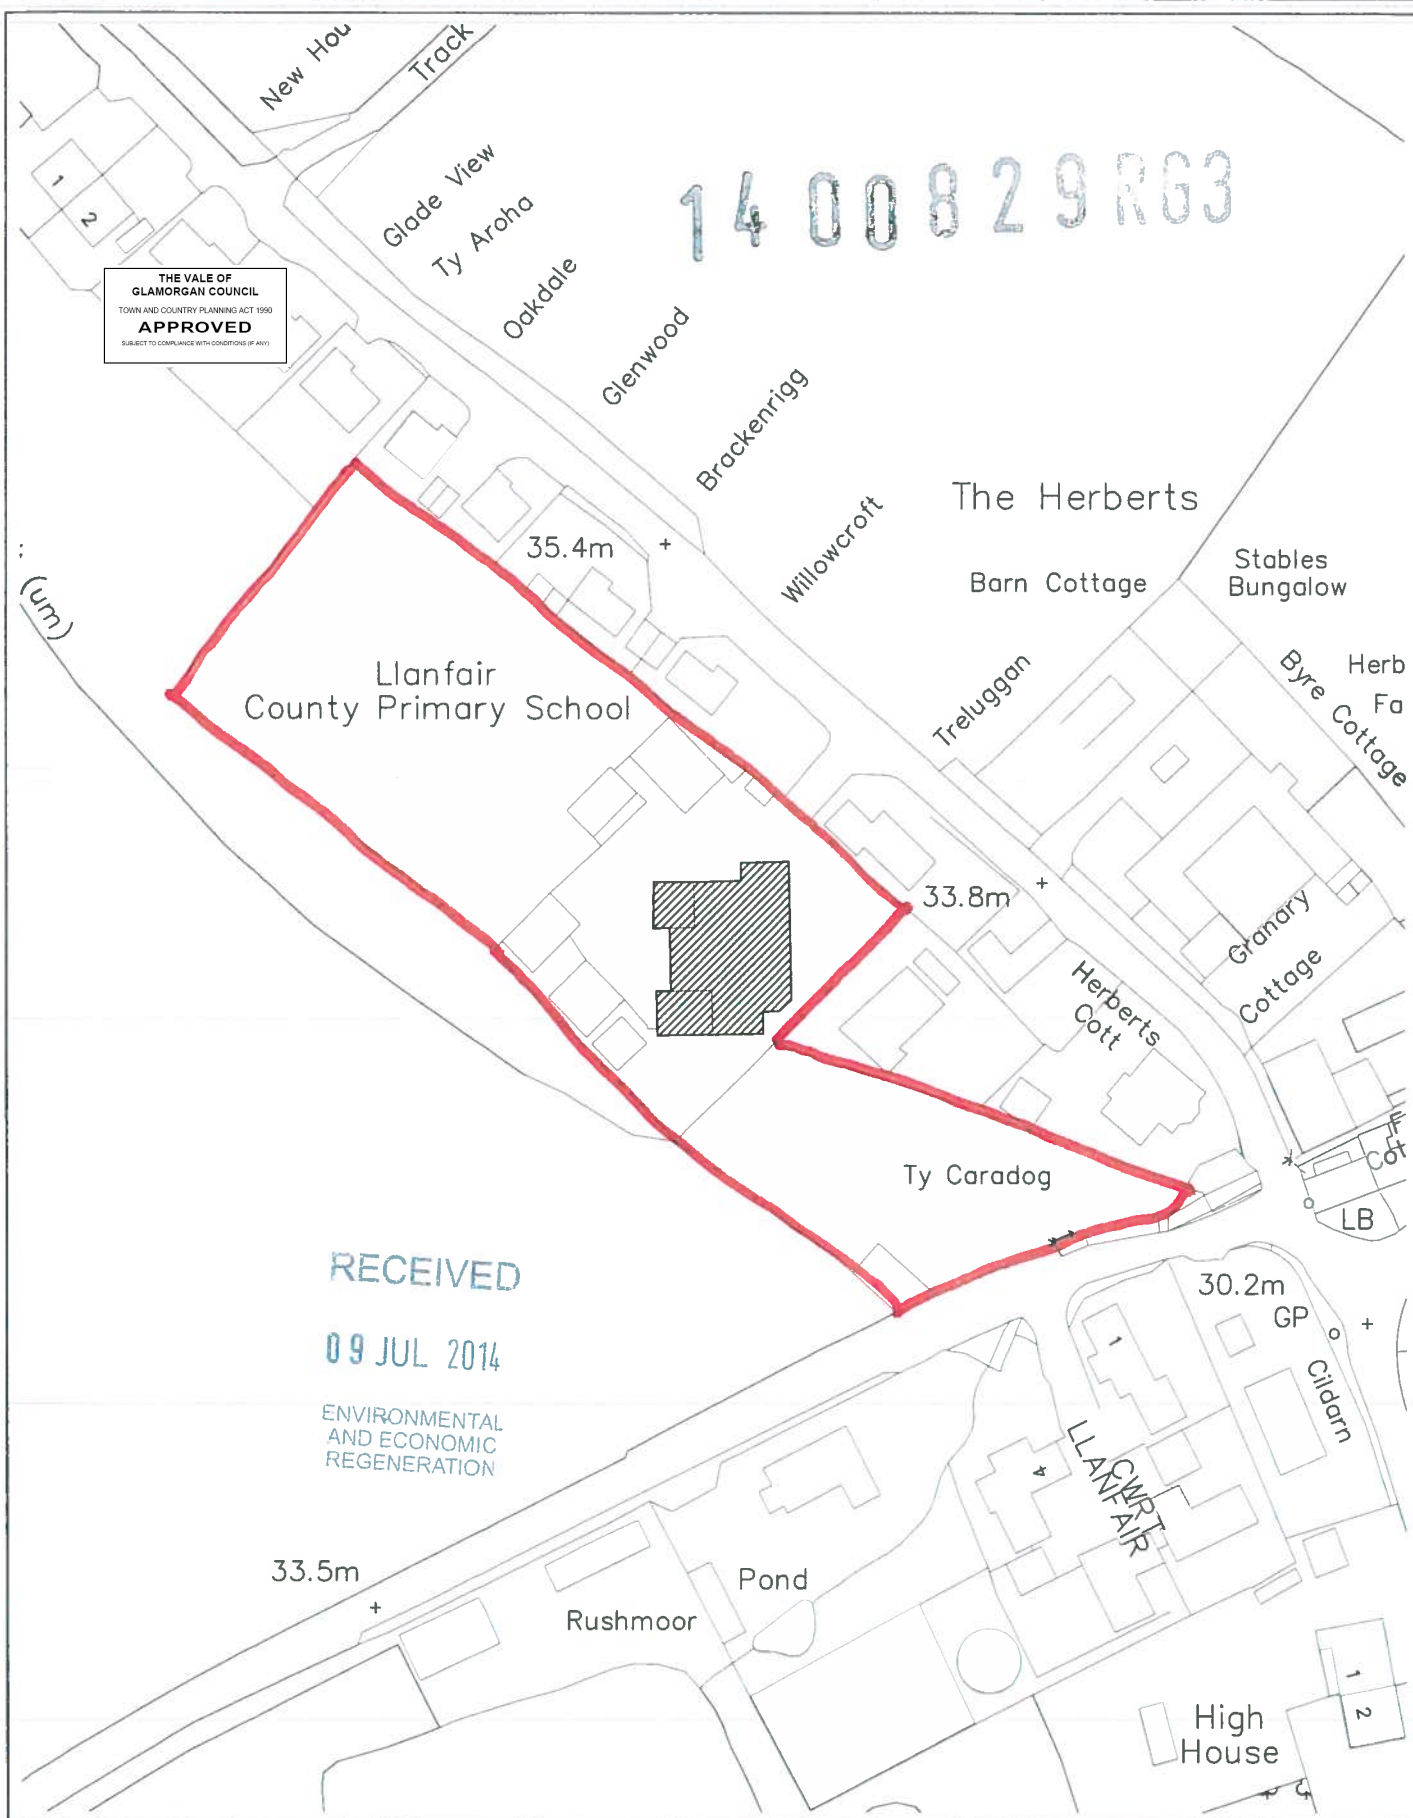 New Hou
Track
Glade View
Ty Aroha
Oakdale
Glenwood
Brackenrigg
Willowcroft
1400829RG3
1
2
THE VALE OF
GLAMORGAN COUNCIL
TOWN AND COUNTRY PLANNING ACT 1990
APPROVED
SUBJECT TO COMPLIANCE WITH CONDITIONS (IF ANY)
The Herberts
35.4m
+
Barn Cottage
Stables
Bungalow
(um)
Llanfair
County Primary School
Treluggan
Byre Cottage
Herb
Fa
33.8m
+
Granary
Cottage
Herberts
Cott
Ty Caradog
Cot
LB
RECEIVED
09 JUL 2014
ENVIRONMENTAL
AND ECONOMIC
REGENERATION
30.2m
GP
+
Cildarn
1
4
CWRT
LLANFAIR
33.5m
+
Pond
Rushmoor
1
2
High
House